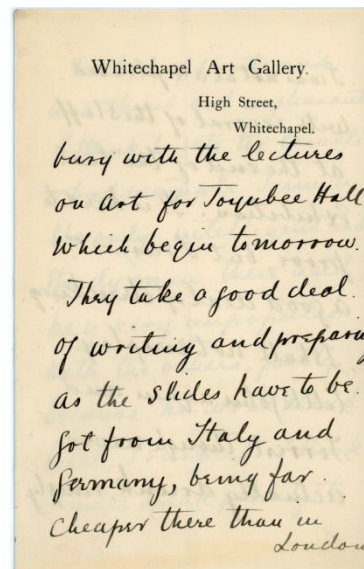 Whitechapel Art Gallery.
High Street,
Whitechapel.
busy with the lectures
on Art for Toynbee Hall
which begin tomorrow.
They take a good deal
of writing and preparing
as the slides have to be
got from Italy and
Germany, being far
cheaper there than in
London